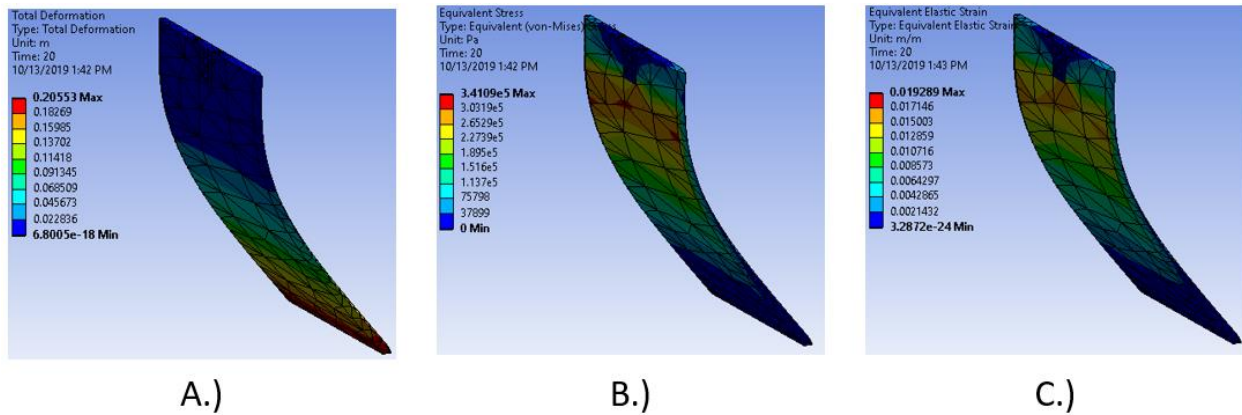 Total Deformation
Type: Total Deformation
Unit: m
Time: 20
10/13/2019 1:42 PM
0.20553 Max
0.18269
0.15985
0.13702
0.11418
0.091345
0.068509
0.045673
0.022836
6.8005e-18 Min
A.)
Equivalent Stress
Type: Equivalent (von-Mises)
Unit: Pa
Time: 20
10/13/2019 1:42 PM
3.4109e5 Max
3.0319e5
2.6529e5
2.2739e5
1.895e5
1.516e5
1.137e5
75798
37899
0 Min
B.)
Equivalent Elastic Strain
Type: Equivalent Elastic Strain
Unit: m/m
Time: 20
10/13/2019 1:43 PM
0.019289 Max
0.017146
0.015003
0.012859
0.010716
0.008573
0.0064297
0.0042865
0.0021432
3.2872e-24 Min
C.)